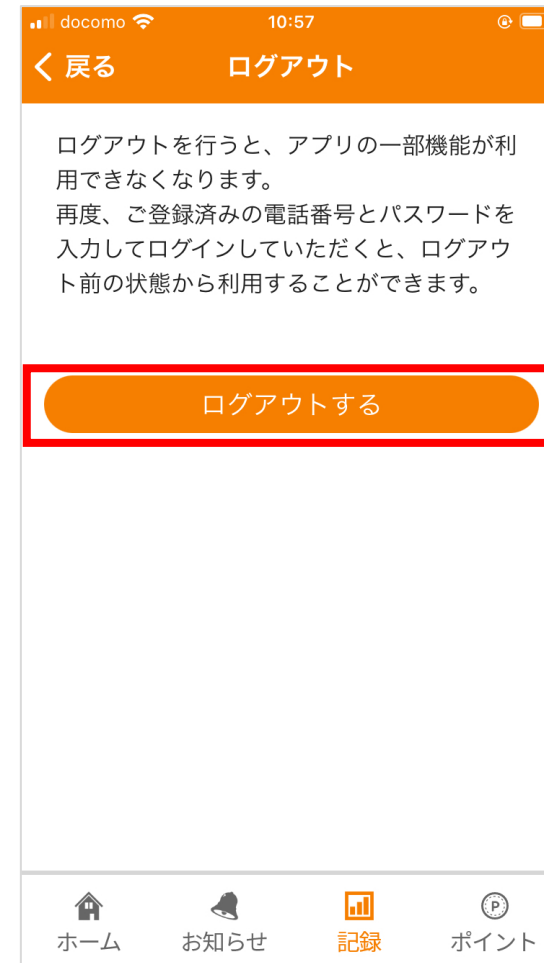 docomo 10:57
戻る ログアウト
ログアウトを行うと、アプリの一部機能が利
用できなくなります。
再度、ご登録済みの電話番号とパスワードを
入力してログインしていただくと、ログアウ
ト前の状態から利用することができます。
ログアウトする
P
ホーム お知らせ 記録 ポイント